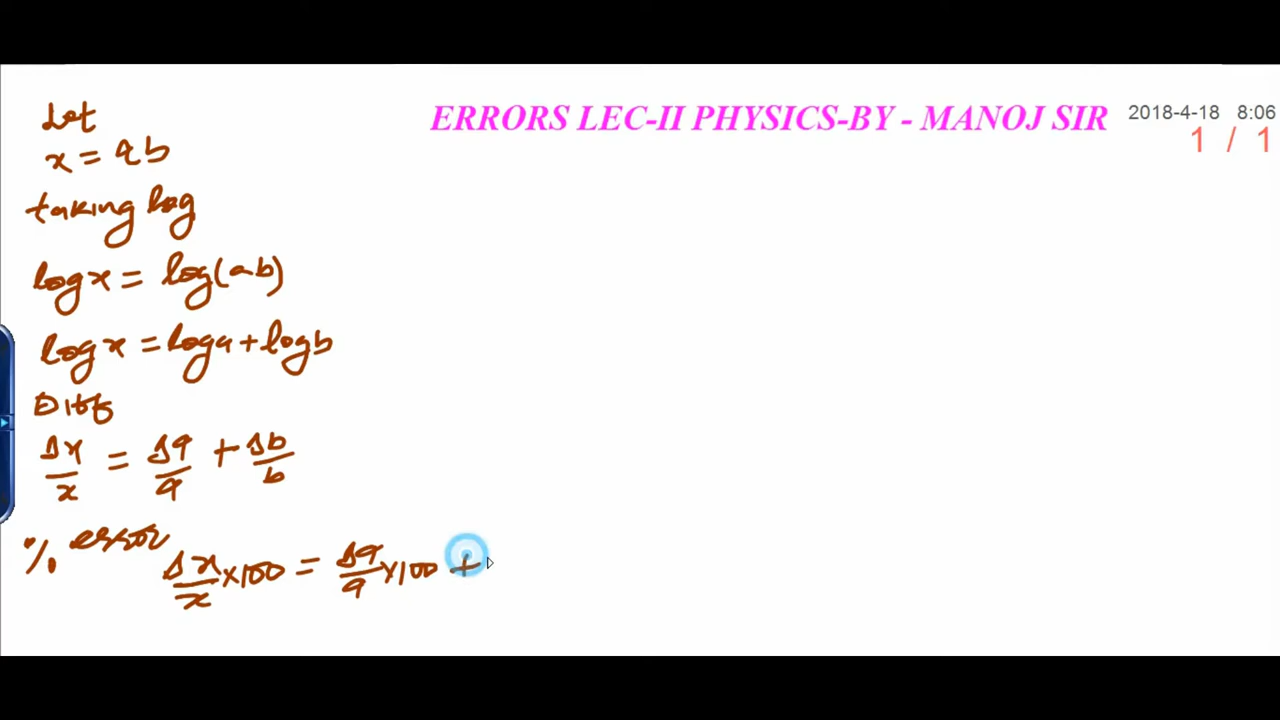 ERRORS LEC-II PHYSICS-BY - MANOJ SIR
2018-4-18 8:06
1 / 1
Let
x = ab
taking log
log x = log(ab)
log x = log a + log b
Diff
Δx/x = Δa/a + Δb/b
% error
Δx/x ×100 = Δa/a ×100 +